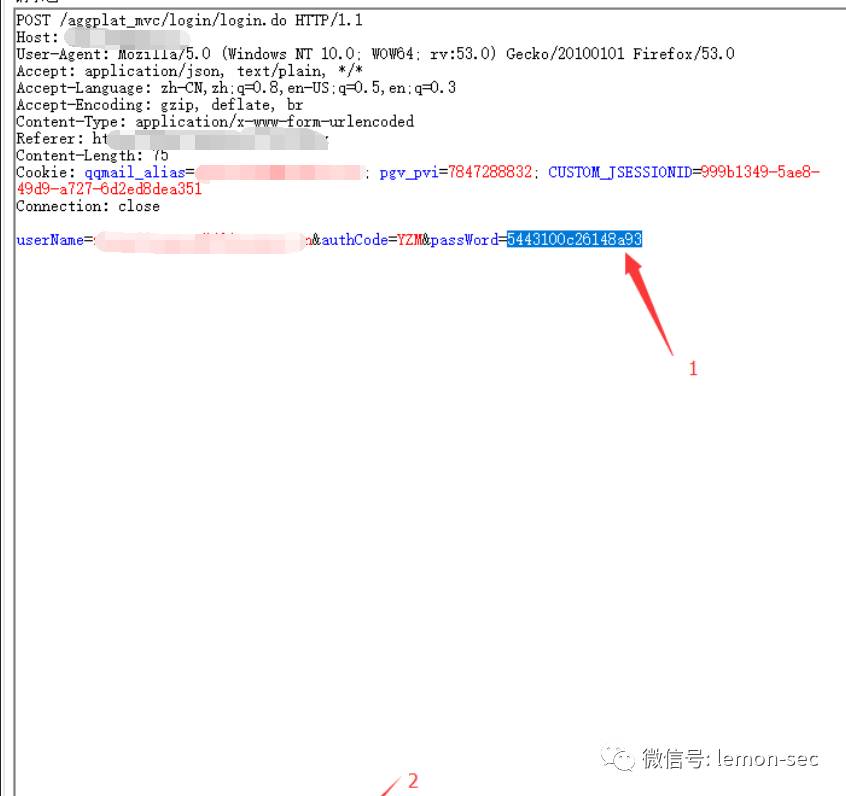 POST /aggplat_mvc/login/login.do HTTP/1.1
Host:
User-Agent: Mozilla/5.0 (Windows NT 10.0; WOW64; rv:53.0) Gecko/20100101 Firefox/53.0
Accept: application/json, text/plain, */*
Accept-Language: zh-CN,zh;q=0.8,en-US;q=0.5,en;q=0.3
Accept-Encoding: gzip, deflate, br
Content-Type: application/x-www-form-urlencoded
Referer: ht
Content-Length: 75
Cookie: qqmail_alias= ; pgv_pvi=7847288832; CUSTOM_JSESSIONID=999b1349-5ae8-
49d9-a727-6d2ed8dea351
Connection: close
userName= &authCode=YZM&passWord=5443100c26148a93
1
微信号: lemon-sec
2